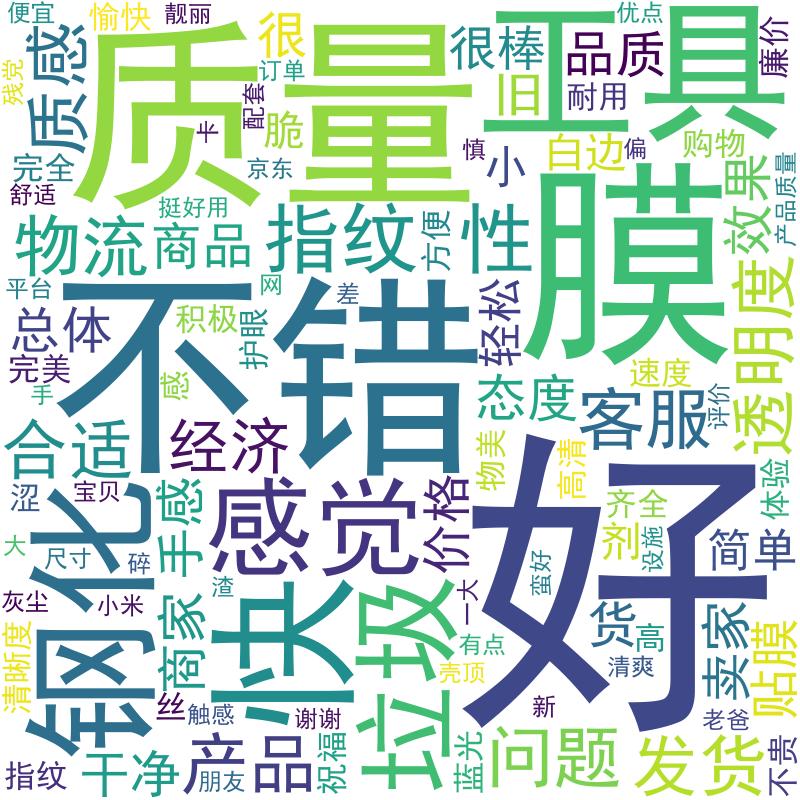 便宜
愉快
靓丽
质量
很
很棒
优点
工具
品质
廉价
残党
质感
订单
配套
卡
脆
旧
耐用
慎
小
白边
偏
购物
完全
舒适
京东
挺好用
物流
商品
指纹
方便
性
膜
效果
产品质量
平台
不错
网
差
总体
积极
护眼
轻松
完美
手
感
态度
速度
透明度
客服
评价
合适
经济
物美
高清
涩
宝贝
钢化
手感
感觉
价格
好
齐全
剂
设施
体验
简单
大
尺寸
碎
渣
灰尘
小米
快
垃圾
一大
蛮好
清晰度
商家
有点
货
高
卖家
贴膜
壳顶
清爽
丝
触感
谢谢
新
老爸
指纹
干净
产品
朋友
祝福
蓝光
问题
发货
不贵